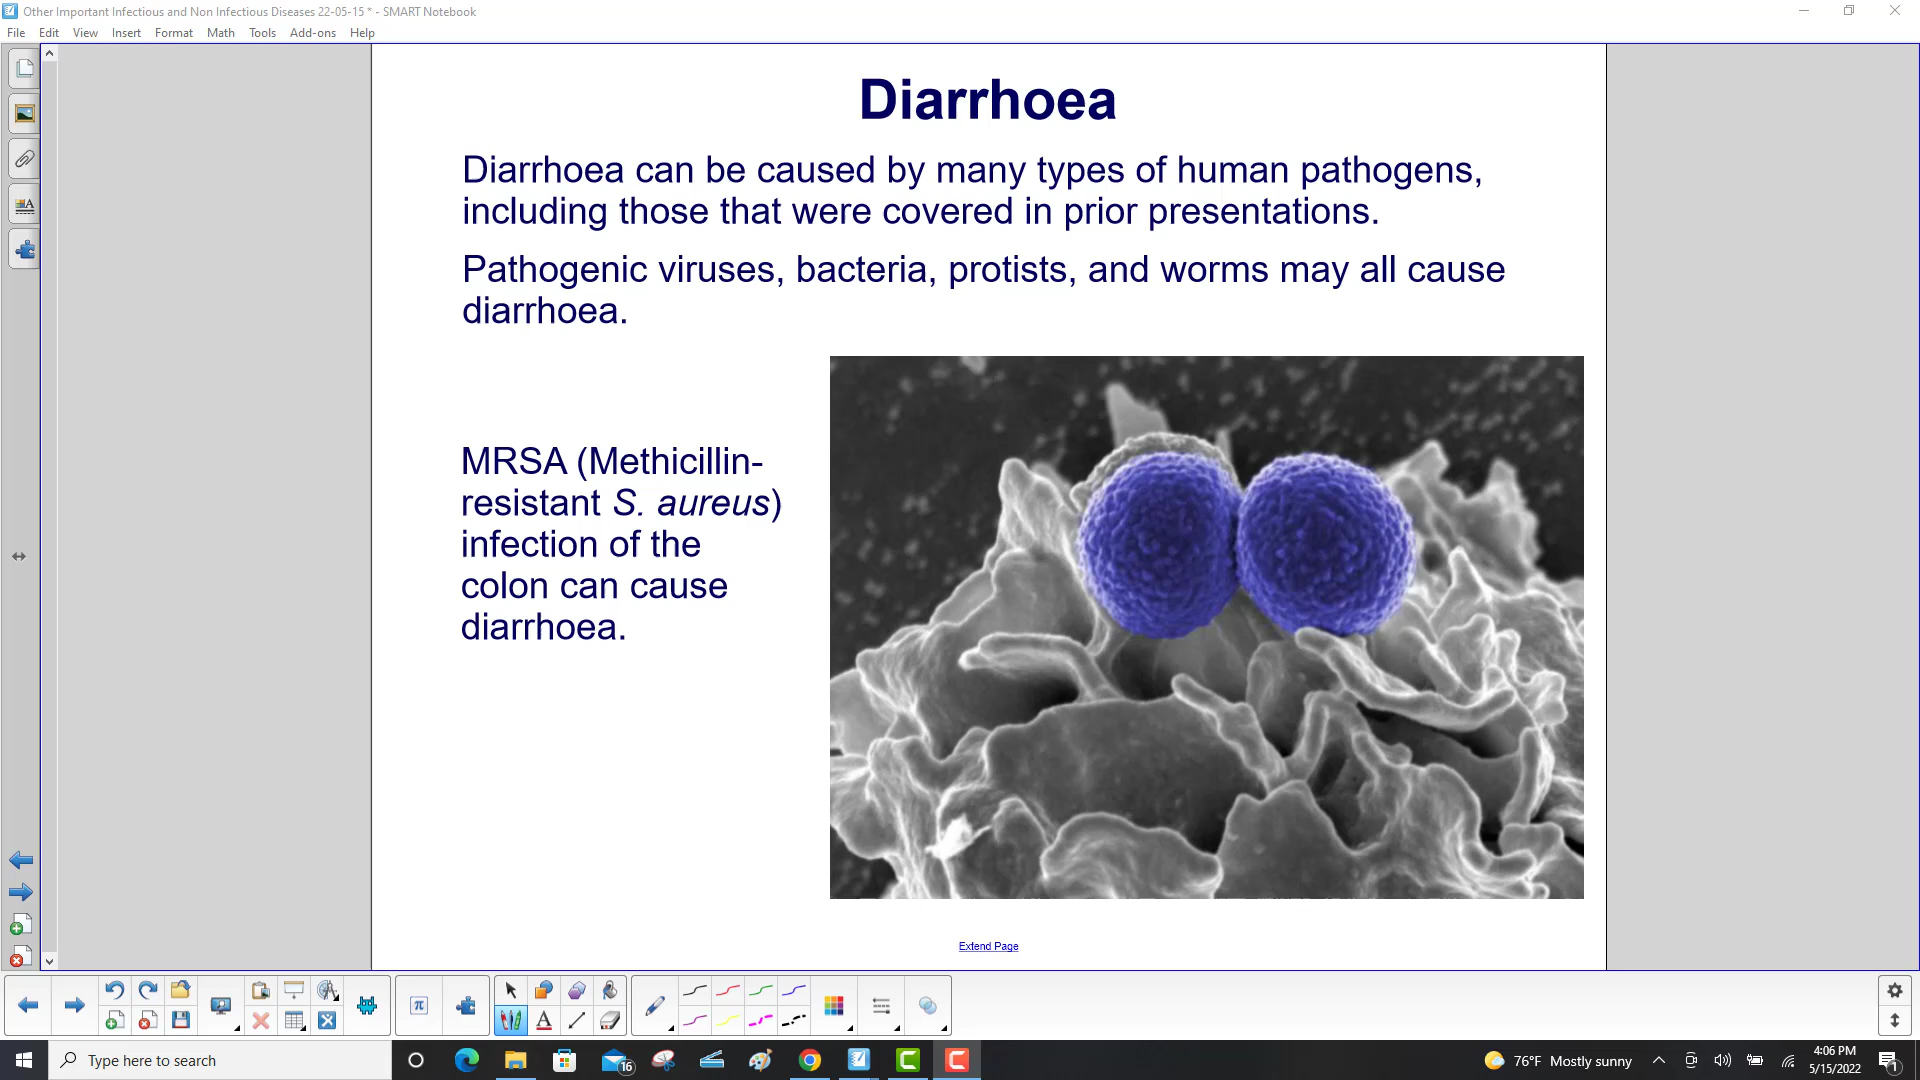 Other Important Infectious and Non Infectious Diseases 22-05-15 * - SMART Notebook
File Edit View Insert Format Math Tools Add-ons Help
Diarrhoea
Diarrhoea can be caused by many types of human pathogens,
including those that were covered in prior presentations.
Pathogenic viruses, bacteria, protists, and worms may all cause
diarrhoea.
MRSA (Methicillin-
resistant S. aureus)
infection of the
colon can cause
diarrhoea.
Extend Page
Type here to search
16
76°F Mostly sunny
4:06 PM
5/15/2022
1